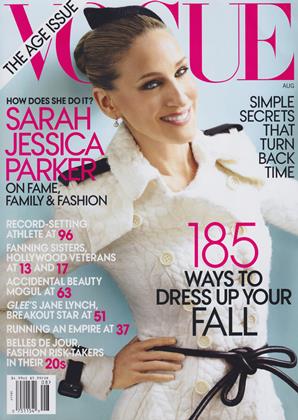 THE AGE ISSUE
VOGUE
AUG
HOW DOES SHE DO IT?
SARAH
JESSICA
PARKER
ON FAME,
FAMILY & FASHION
SIMPLE
SECRETS
THAT
TURN
BACK
TIME
RECORD-SETTING
ATHLETE AT 96
FANNING SISTERS,
HOLLYWOOD VETERANS
AT 13 AND 17
ACCIDENTAL BEAUTY
MOGUL AT 63
GLEE'S JANE LYNCH,
BREAKOUT STAR AT 51
RUNNING AN EMPIRE AT 37
BELLES DE JOUR,
FASHION RISK-TAKERS
IN THEIR 20s
185
WAYS TO
DRESS UP YOUR
FALL
08>